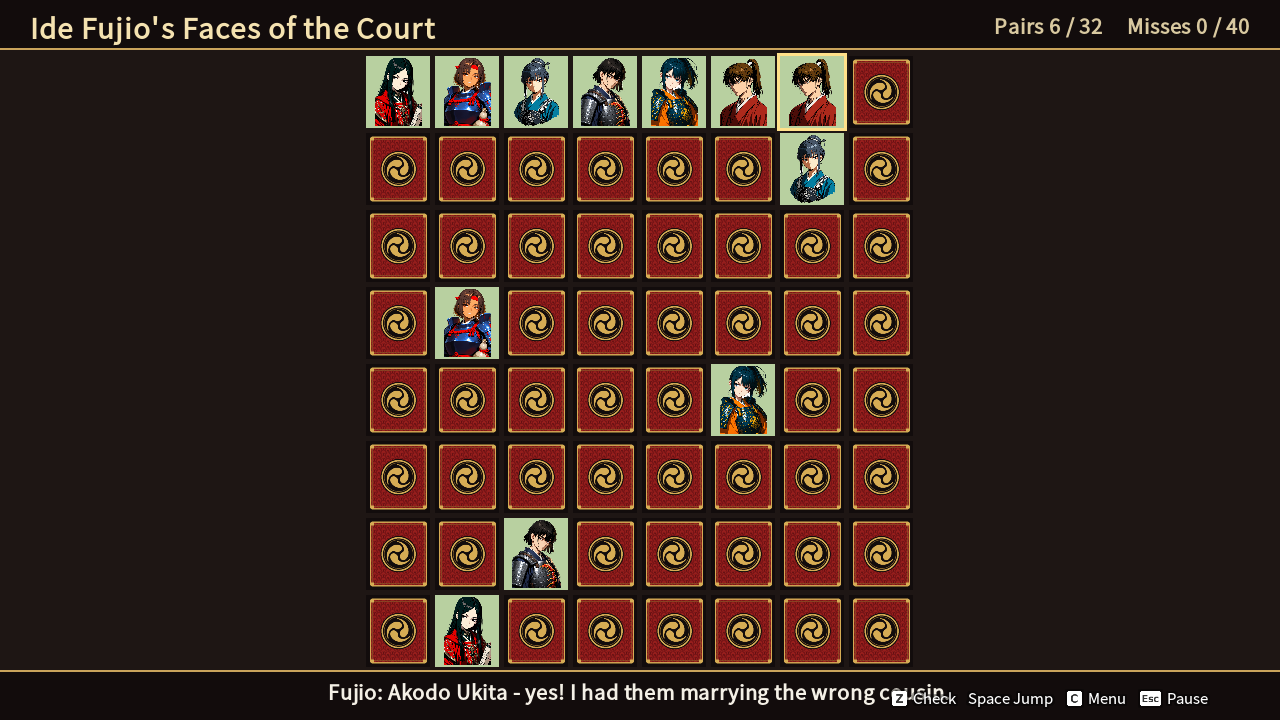 Ide Fujio's Faces of the Court
Pairs 6 / 32 Misses 0 / 40
Fujio: Akodo Ukita - yes! I had them marrying the wrong cousin.
Z Check Space Jump C Menu Esc Pause